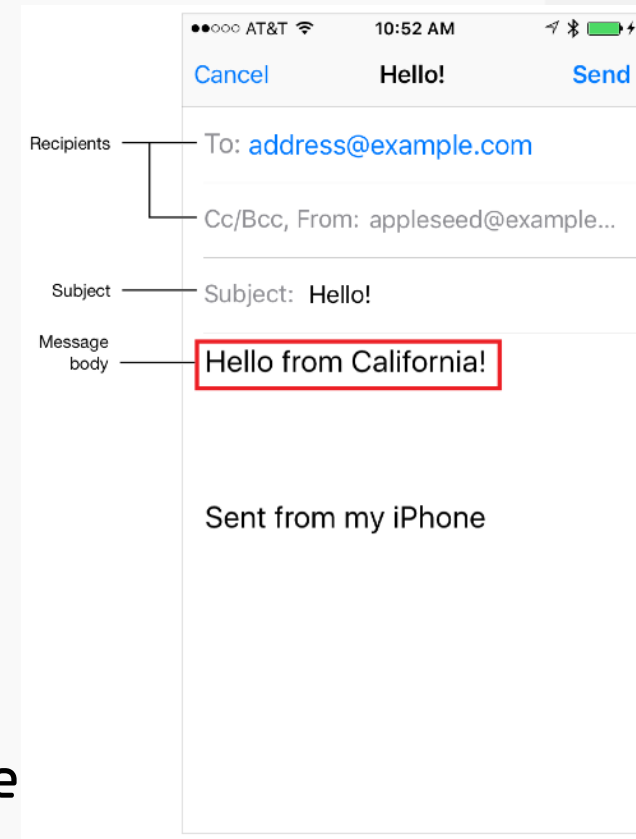 AT&T 10:52 AM
Cancel Hello! Send
Recipients
To: address@example.com
Cc/Bcc, From: appleseed@example...
Subject
Subject: Hello!
Message
body
Hello from California!
Sent from my iPhone
e